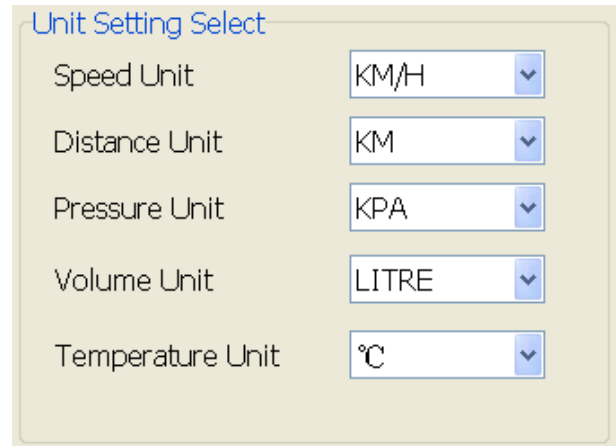 Unit Setting Select
Speed Unit KM/H
Distance Unit KM
Pressure Unit KPA
Volume Unit LITRE
Temperature Unit ℃